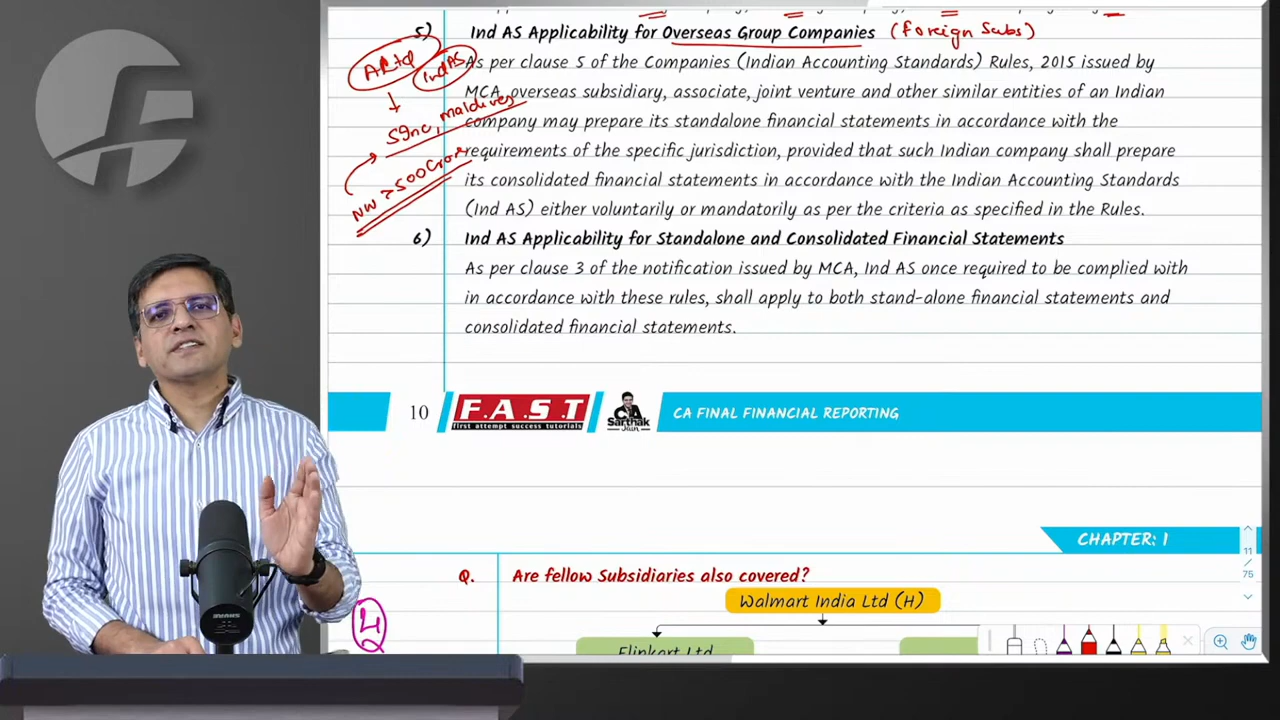 5) Ind AS Applicability for Overseas Group Companies (Foreign Subs)
As per clause 5 of the Companies (Indian Accounting Standards) Rules, 2015 issued by
MCA, overseas subsidiary, associate, joint venture and other similar entities of an Indian
company may prepare its standalone financial statements in accordance with the
requirements of the specific jurisdiction, provided that such Indian company shall prepare
its consolidated financial statements in accordance with the Indian Accounting Standards
(Ind AS) either voluntarily or mandatorily as per the criteria as specified in the Rules.
Ind AS
maldives
NW > 500 Crores
6) Ind AS Applicability for Standalone and Consolidated Financial Statements
As per clause 3 of the notification issued by MCA, Ind AS once required to be complied with
in accordance with these rules, shall apply to both stand-alone financial statements and
consolidated financial statements.
10 F.A.S.T CA Sarthak Jain CA FINAL FINANCIAL REPORTING
first attempt success tutorials
CHAPTER: 1
11
/
75
Q. Are fellow Subsidiaries also covered?
Walmart India Ltd (H)
Flipkart Ltd